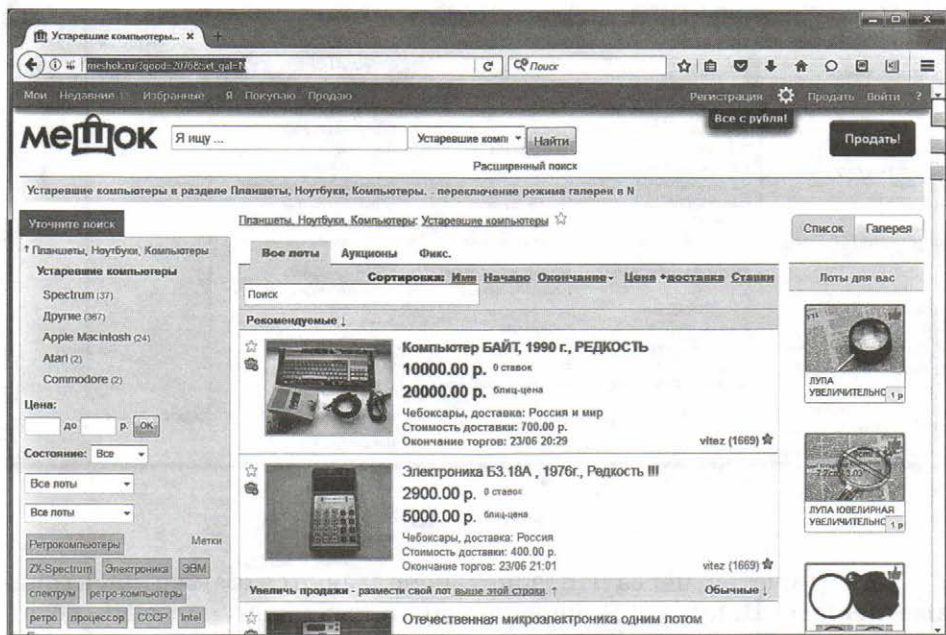 Устаревшие компьютеры... ×
meshok.ru/?good=2076&set_gal=N
Поиск
Мои Недавние Избранные Я Покупаю Продаю
Регистрация Продать Войти ?
Все с рубля!
мешок
Я ищу ...
Устаревшие комп
Найти
Продать!
Расширенный поиск
Устаревшие компьютеры в разделе Планшеты, Ноутбуки, Компьютеры. - переключение режима галереи в N
Уточните поиск
↑ Планшеты, Ноутбуки, Компьютеры
Устаревшие компьютеры
Spectrum (37)
Другие (367)
Apple Macintosh (24)
Atari (2)
Commodore (2)
Цена:
до р. OK
Состояние: Все
Все лоты
Все лоты
Метки
Ретрокомпьютеры
ZX-Spectrum Электроника ЭВМ
спектрум ретро-компьютеры
ретро процессор СССР Intel
Планшеты, Ноутбуки, Компьютеры: Устаревшие компьютеры
Список Галерея
Все лоты Аукционы Фикс.
Сортировка: Имя Начало Окончание Цена +доставка Ставки
Поиск
Рекомендуемые ↓
Компьютер БАЙТ, 1990 г., РЕДКОСТЬ
10000.00 р. 0 ставок
20000.00 р. блиц-цена
Чебоксары, доставка: Россия и мир
Стоимость доставки: 700.00 р.
Окончание торгов: 23/06 20:29
vitez (1669)
Электроника Б3.18А , 1976г., Редкость !!!
2900.00 р. 0 ставок
5000.00 р. блиц-цена
Чебоксары, доставка: Россия
Стоимость доставки: 400.00 р.
Окончание торгов: 23/06 21:01
vitez (1669)
Увеличь продажи - размести свой лот выше этой строки. ↑
Обычные ↓
Отечественная микроэлектроника одним лотом
Лоты для вас
ЛУПА
УВЕЛИЧИТЕЛЬНО 1 р
ЛУПА ЮВЕЛИРНАЯ
УВЕЛИЧИТЕЛЬНО 1 р